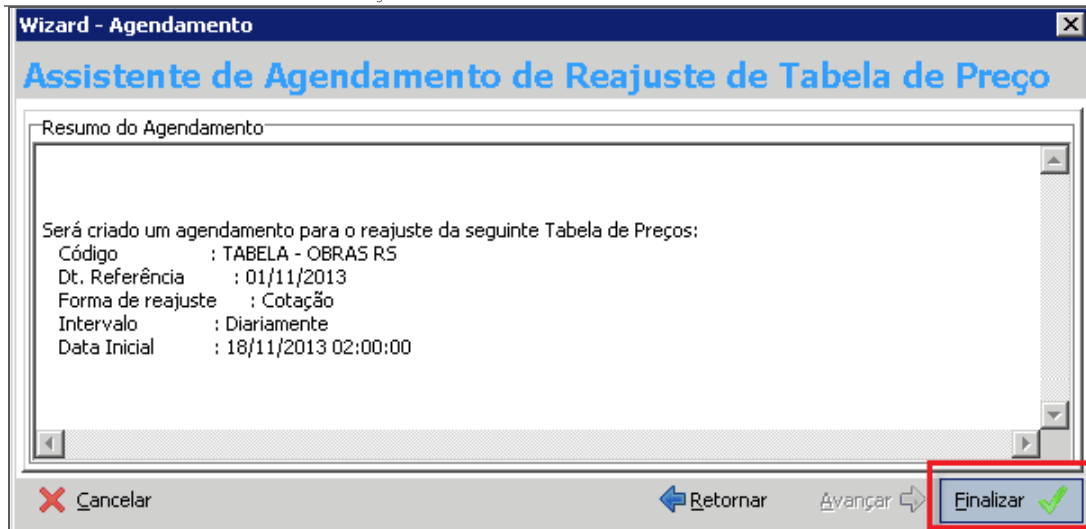 Wizard - Agendamento
Assistente de Agendamento de Reajuste de Tabela de Preço
Resumo do Agendamento
Será criado um agendamento para o reajuste da seguinte Tabela de Preços:
Código : TABELA - OBRAS RS
Dt. Referência : 01/11/2013
Forma de reajuste : Cotação
Intervalo : Diariamente
Data Inicial : 18/11/2013 02:00:00
Cancelar Retornar Avançar Finalizar